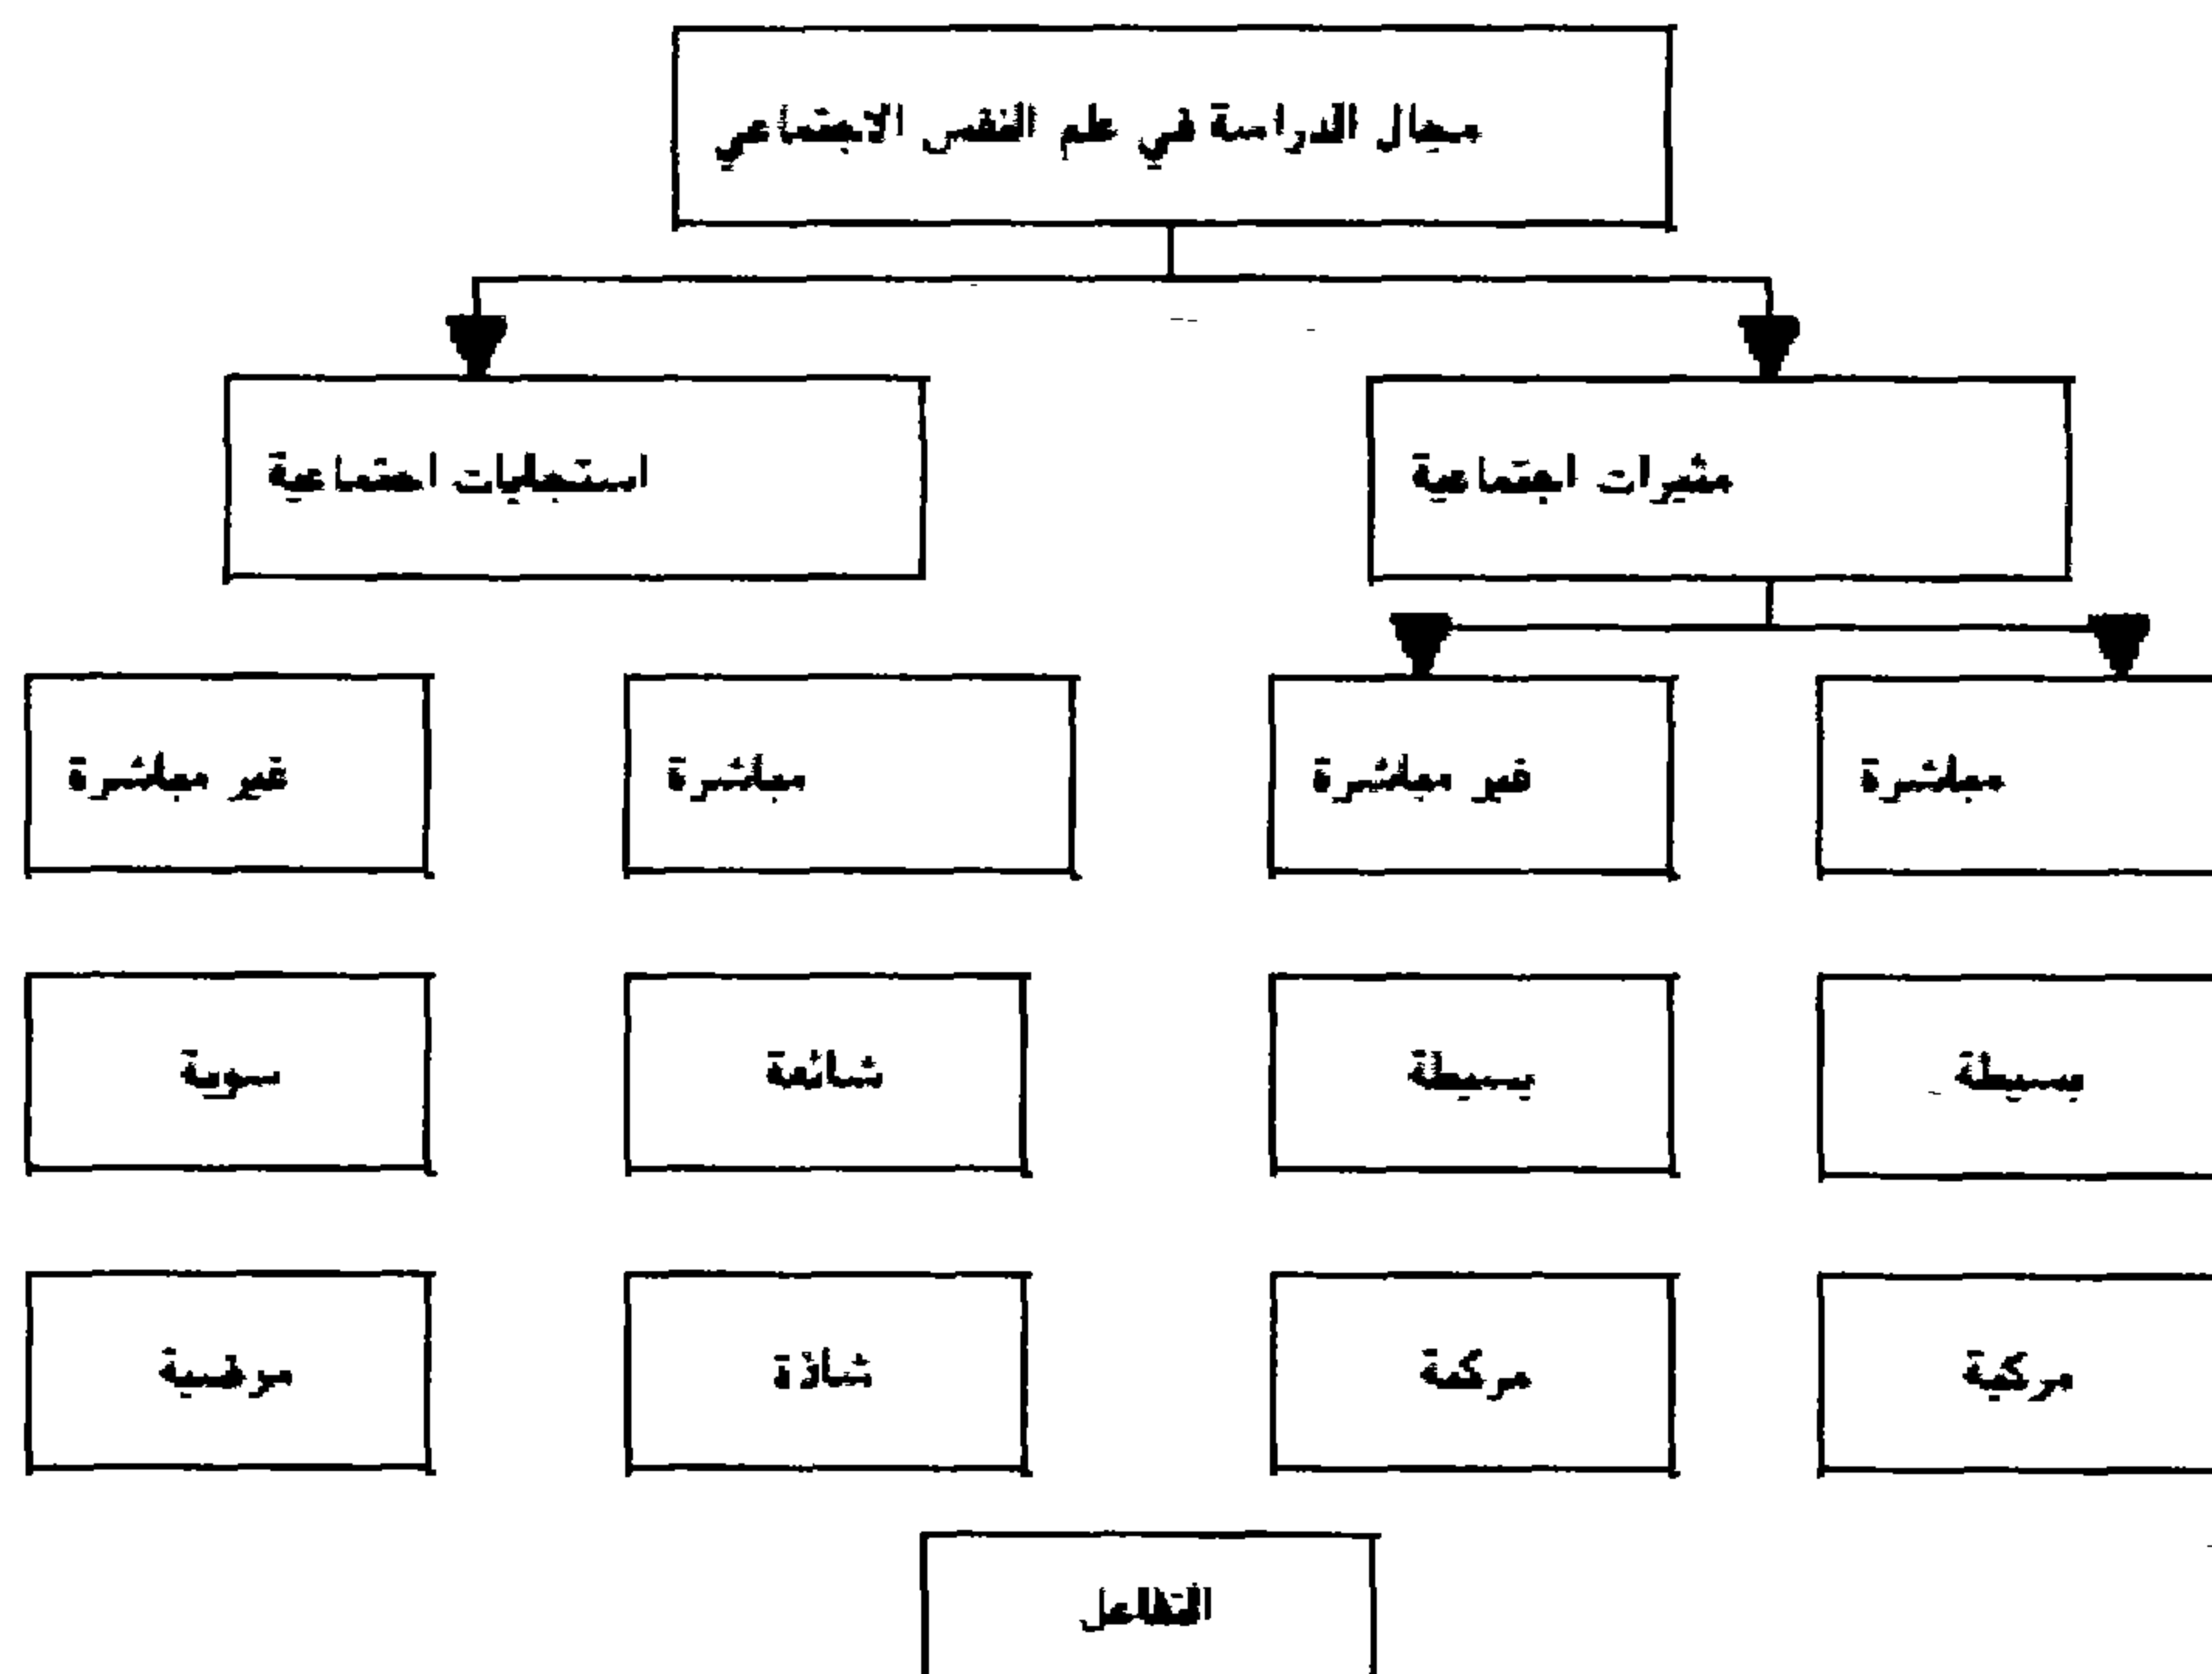 مجال الدراسة في علم النفس الاجتماعي
مثيرات اجتماعية
استجابات اجتماعية
مباشرة
غير مباشرة
مباشرة
غير مباشرة
بسيطة
بسيطة
شائعة
سوية
مركبة
مركبة
شاذة
مرضية
التفاعل